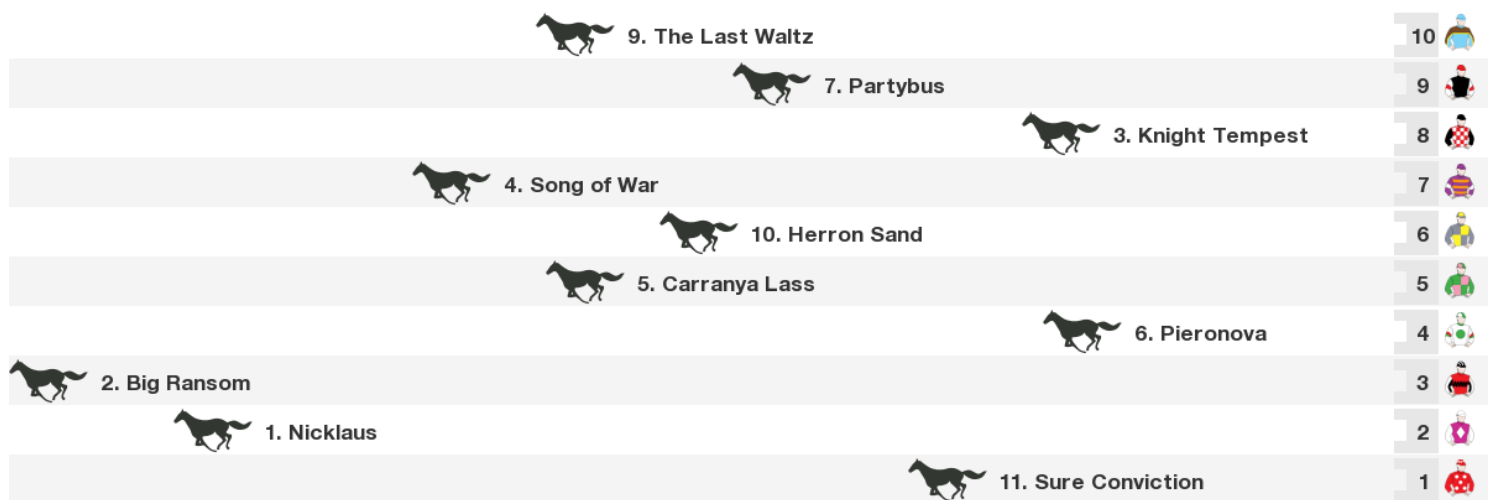 9. The Last Waltz 10
7. Partybus 9
3. Knight Tempest 8
4. Song of War 7
10. Herron Sand 6
5. Carranya Lass 5
6. Pieronova 4
2. Big Ransom 3
1. Nicklaus 2
11. Sure Conviction 1